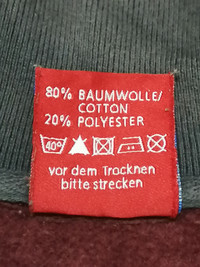 80% BAUMWOLLE/
COTTON
20% POLYESTER
40°
vor dem Trocknen
bitte strecken